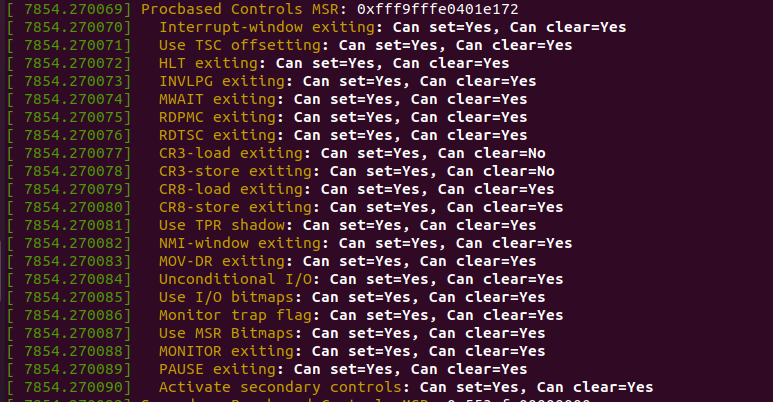 [ 7854.270069] Procbased Controls MSR: 0xfff9fffe0401e172
[ 7854.270070] Interrupt-window exiting: Can set=Yes, Can clear=Yes
[ 7854.270071] Use TSC offsetting: Can set=Yes, Can clear=Yes
[ 7854.270072] HLT exiting: Can set=Yes, Can clear=Yes
[ 7854.270073] INVLPG exiting: Can set=Yes, Can clear=Yes
[ 7854.270074] MWAIT exiting: Can set=Yes, Can clear=Yes
[ 7854.270075] RDPMC exiting: Can set=Yes, Can clear=Yes
[ 7854.270076] RDTSC exiting: Can set=Yes, Can clear=Yes
[ 7854.270077] CR3-load exiting: Can set=Yes, Can clear=No
[ 7854.270078] CR3-store exiting: Can set=Yes, Can clear=No
[ 7854.270079] CR8-load exiting: Can set=Yes, Can clear=Yes
[ 7854.270080] CR8-store exiting: Can set=Yes, Can clear=Yes
[ 7854.270081] Use TPR shadow: Can set=Yes, Can clear=Yes
[ 7854.270082] NMI-window exiting: Can set=Yes, Can clear=Yes
[ 7854.270083] MOV-DR exiting: Can set=Yes, Can clear=Yes
[ 7854.270084] Unconditional I/O: Can set=Yes, Can clear=Yes
[ 7854.270085] Use I/O bitmaps: Can set=Yes, Can clear=Yes
[ 7854.270086] Monitor trap flag: Can set=Yes, Can clear=Yes
[ 7854.270087] Use MSR Bitmaps: Can set=Yes, Can clear=Yes
[ 7854.270088] MONITOR exiting: Can set=Yes, Can clear=Yes
[ 7854.270089] PAUSE exiting: Can set=Yes, Can clear=Yes
[ 7854.270090] Activate secondary controls: Can set=Yes, Can clear=Yes